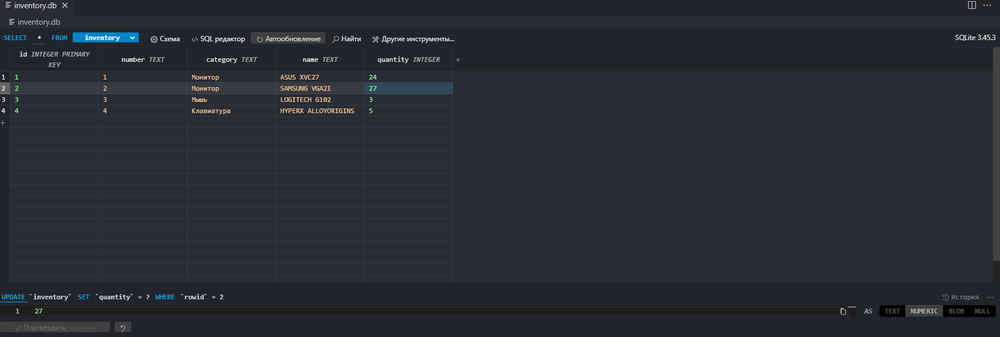 inventory.db
inventory.db
SELECT * FROM inventory Схема SQL редактор Автообновление Найти Другие инструменты... SQLite 3.45.3
id INTEGER PRIMARY KEY number TEXT category TEXT name TEXT quantity INTEGER +
1 1 1 Монитор ASUS XVC27 24
2 2 2 Монитор SAMSUNG VGA2I 27
3 3 3 Мышь LOGITECH G102 3
4 4 4 Клавиатура HYPERX ALLOYORIGINS 5
+
UPDATE `inventory` SET `quantity` = ? WHERE `rowid` = 2 История ...
1 27 AS TEXT NUMERIC BLOB NULL
Подтвердить Ctrl + Enter